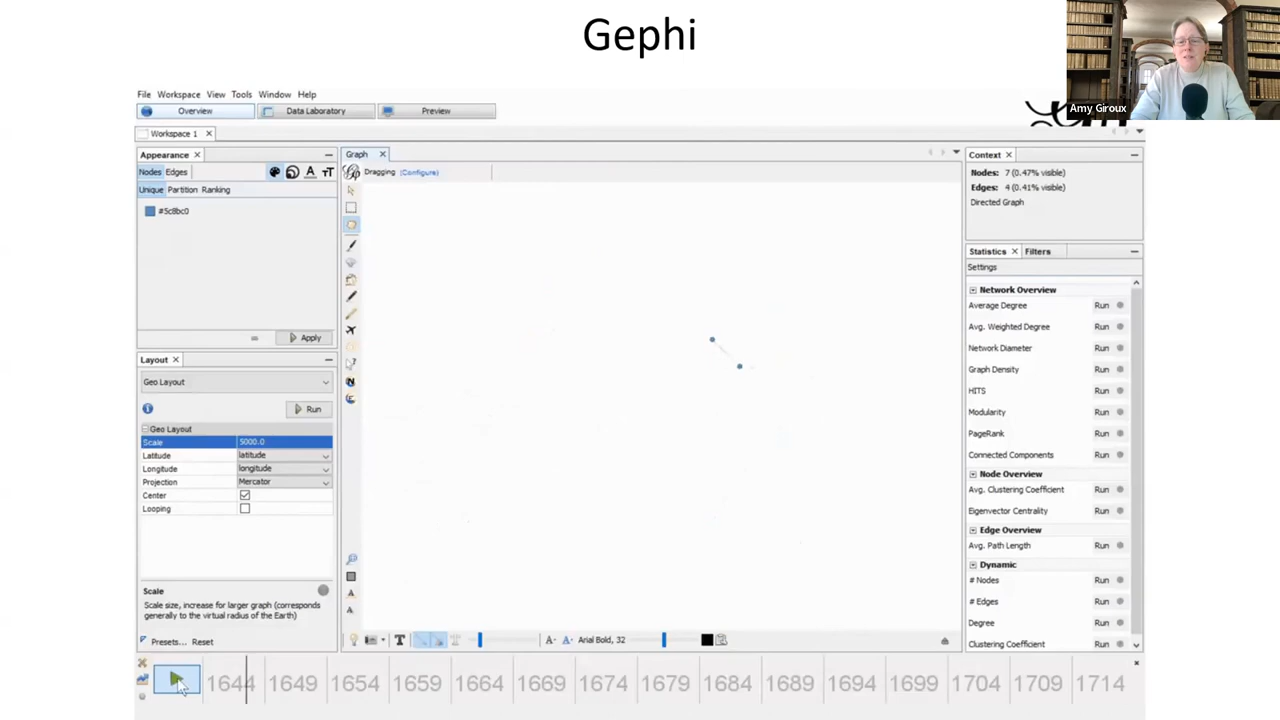 Gephi
Amy Giroux
File Workspace View Tools Window Help
Overview Data Laboratory Preview
Workspace 1
Appearance
Nodes Edges
Unique Partition Ranking
#5c8bc0
Apply
Layout
Geo Layout
Run
Geo Layout
Scale 5000.0
Latitude latitude
Longitude longitude
Projection Mercator
Center
Looping
Scale
Scale size, increase for larger graph (corresponds
generally to the virtual radius of the Earth)
Presets... Reset
Graph
Dragging (Configure)
Arial Bold, 32
Context
Nodes: 7 (0.47% visible)
Edges: 4 (0.41% visible)
Directed Graph
Statistics Filters
Settings
Network Overview
Average Degree Run
Avg. Weighted Degree Run
Network Diameter Run
Graph Density Run
HITS Run
Modularity Run
PageRank Run
Connected Components Run
Node Overview
Avg. Clustering Coefficient Run
Eigenvector Centrality Run
Edge Overview
Avg. Path Length Run
Dynamic
# Nodes Run
# Edges Run
Degree Run
Clustering Coefficient Run
1644 1649 1654 1659 1664 1669 1674 1679 1684 1689 1694 1699 1704 1709 1714